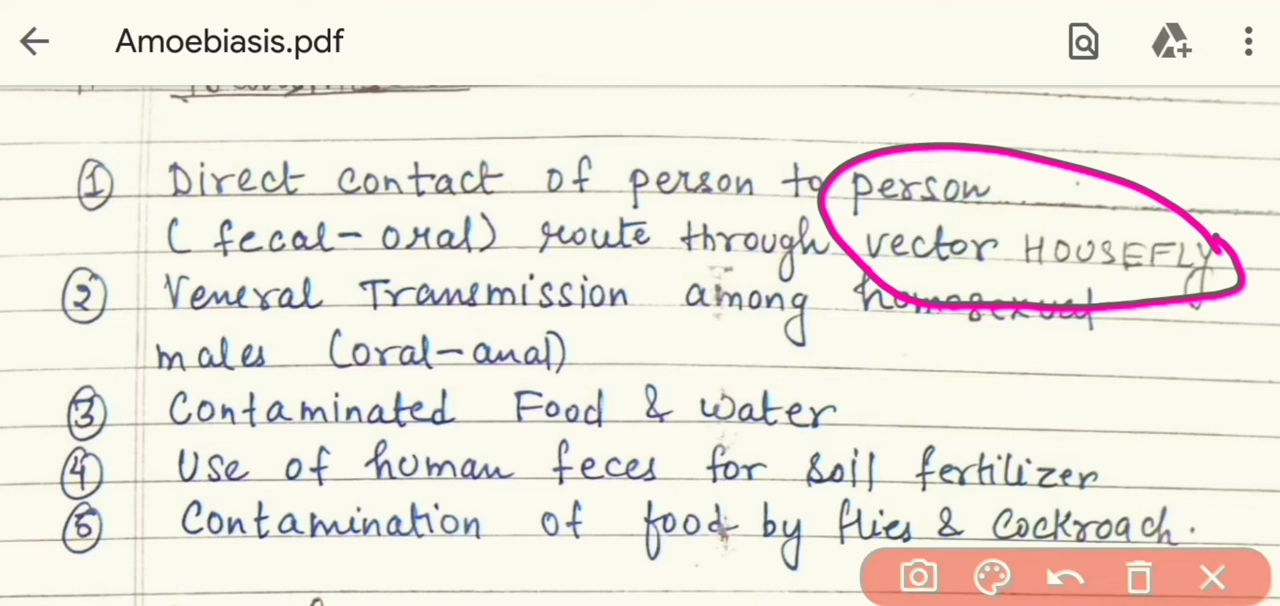 Amoebiasis.pdf
① Direct contact of person to person
(fecal-oral) route through vector HOUSEFLY
② Veneral Transmission among homosexual
males (oral-anal)
③ Contaminated Food & water
④ Use of human feces for soil fertilizer
⑤ Contamination of food by flies & Cockroach.